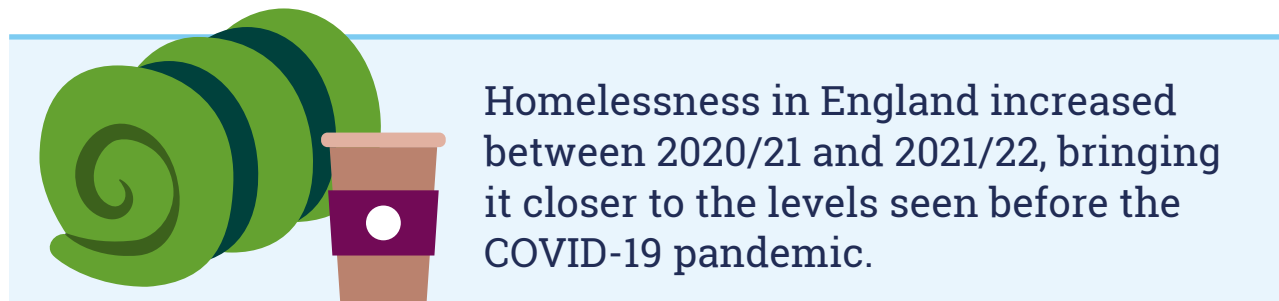 Homelessness in England increased
between 2020/21 and 2021/22, bringing
it closer to the levels seen before the
COVID-19 pandemic.